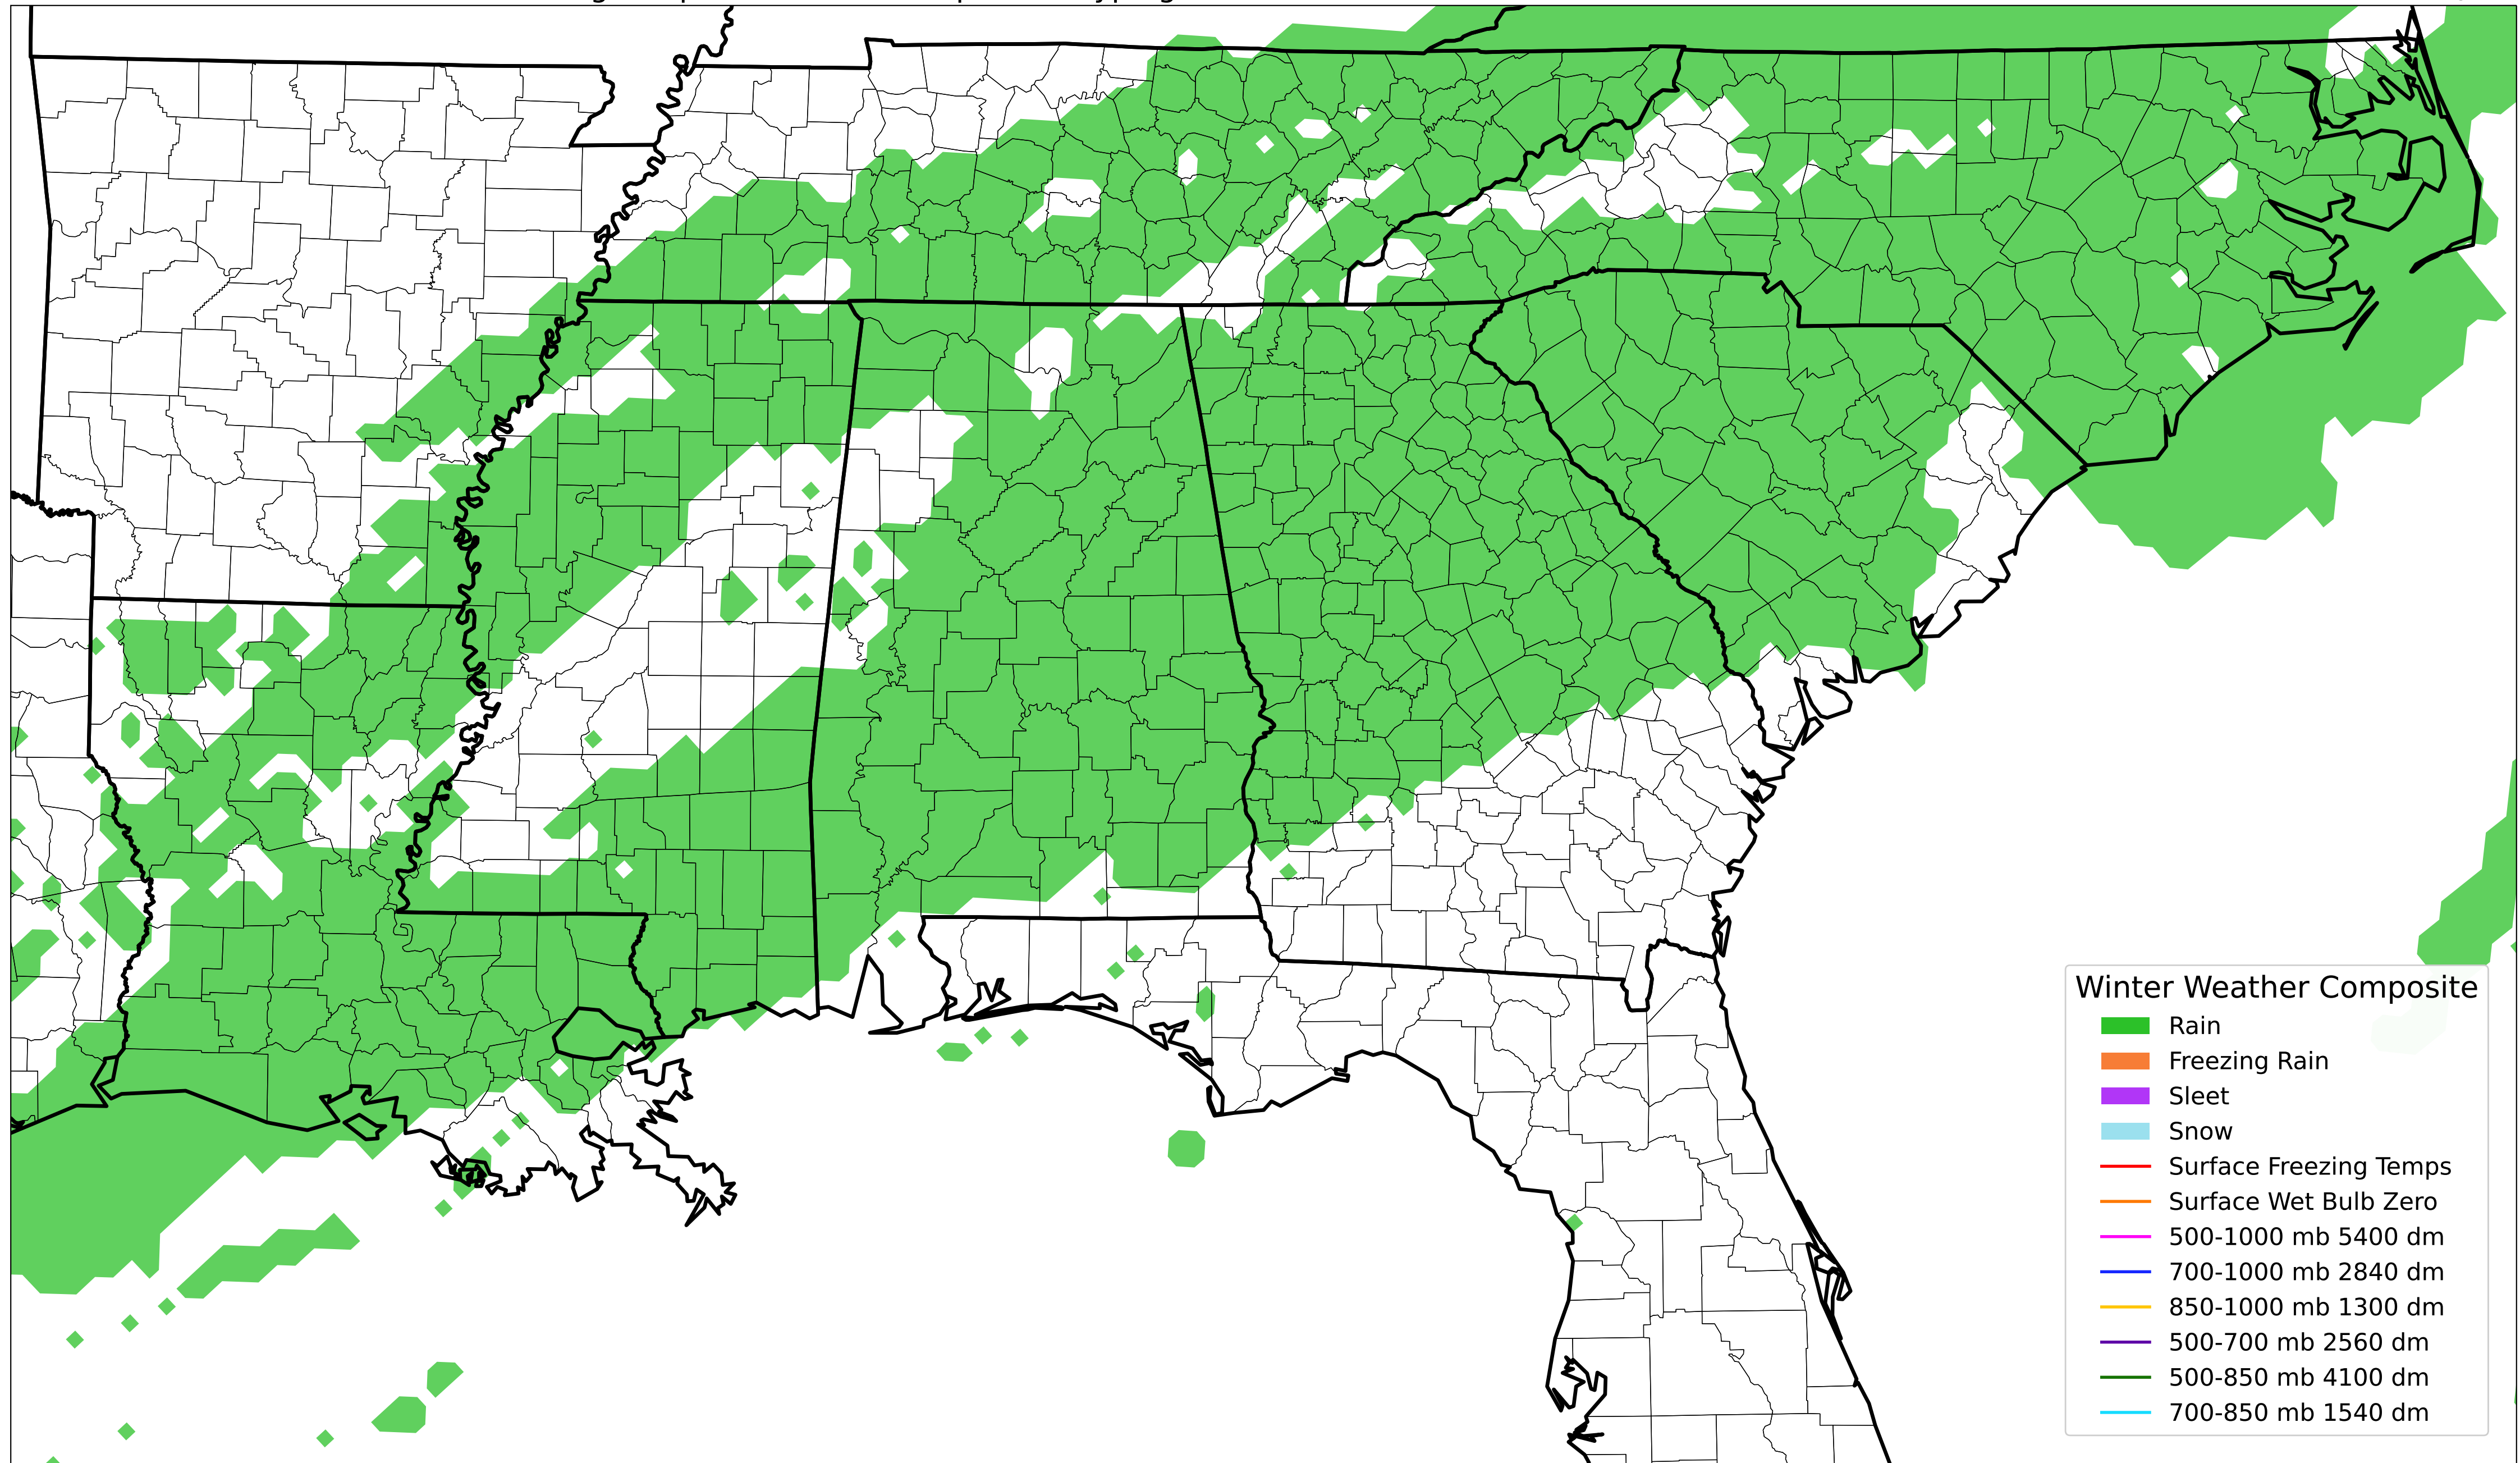 Winter Weather Composite
Rain
Freezing Rain
Sleet
Snow
Surface Freezing Temps
Surface Wet Bulb Zero
500-1000 mb 5400 dm
700-1000 mb 2840 dm
850-1000 mb 1300 dm
500-700 mb 2560 dm
500-850 mb 4100 dm
700-850 mb 1540 dm